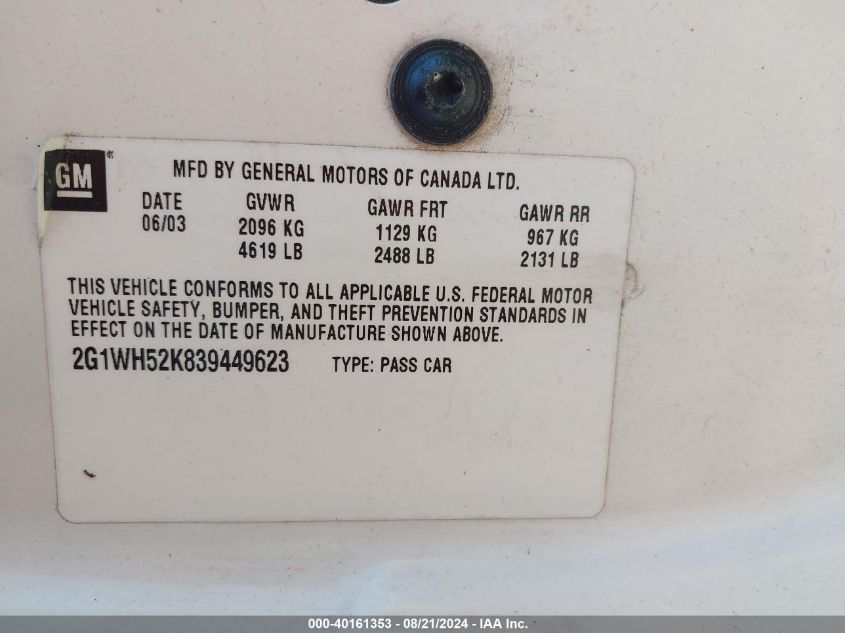 GM ®
MFD BY GENERAL MOTORS OF CANADA LTD.
DATE GVWR GAWR FRT GAWR RR
06/03 2096 KG 1129 KG 967 KG
4619 LB 2488 LB 2131 LB
THIS VEHICLE CONFORMS TO ALL APPLICABLE U.S. FEDERAL MOTOR
VEHICLE SAFETY, BUMPER, AND THEFT PREVENTION STANDARDS IN
EFFECT ON THE DATE OF MANUFACTURE SHOWN ABOVE.
2G1WH52K839449623 TYPE: PASS CAR
000-40161353 - 08/21/2024 - IAA Inc.